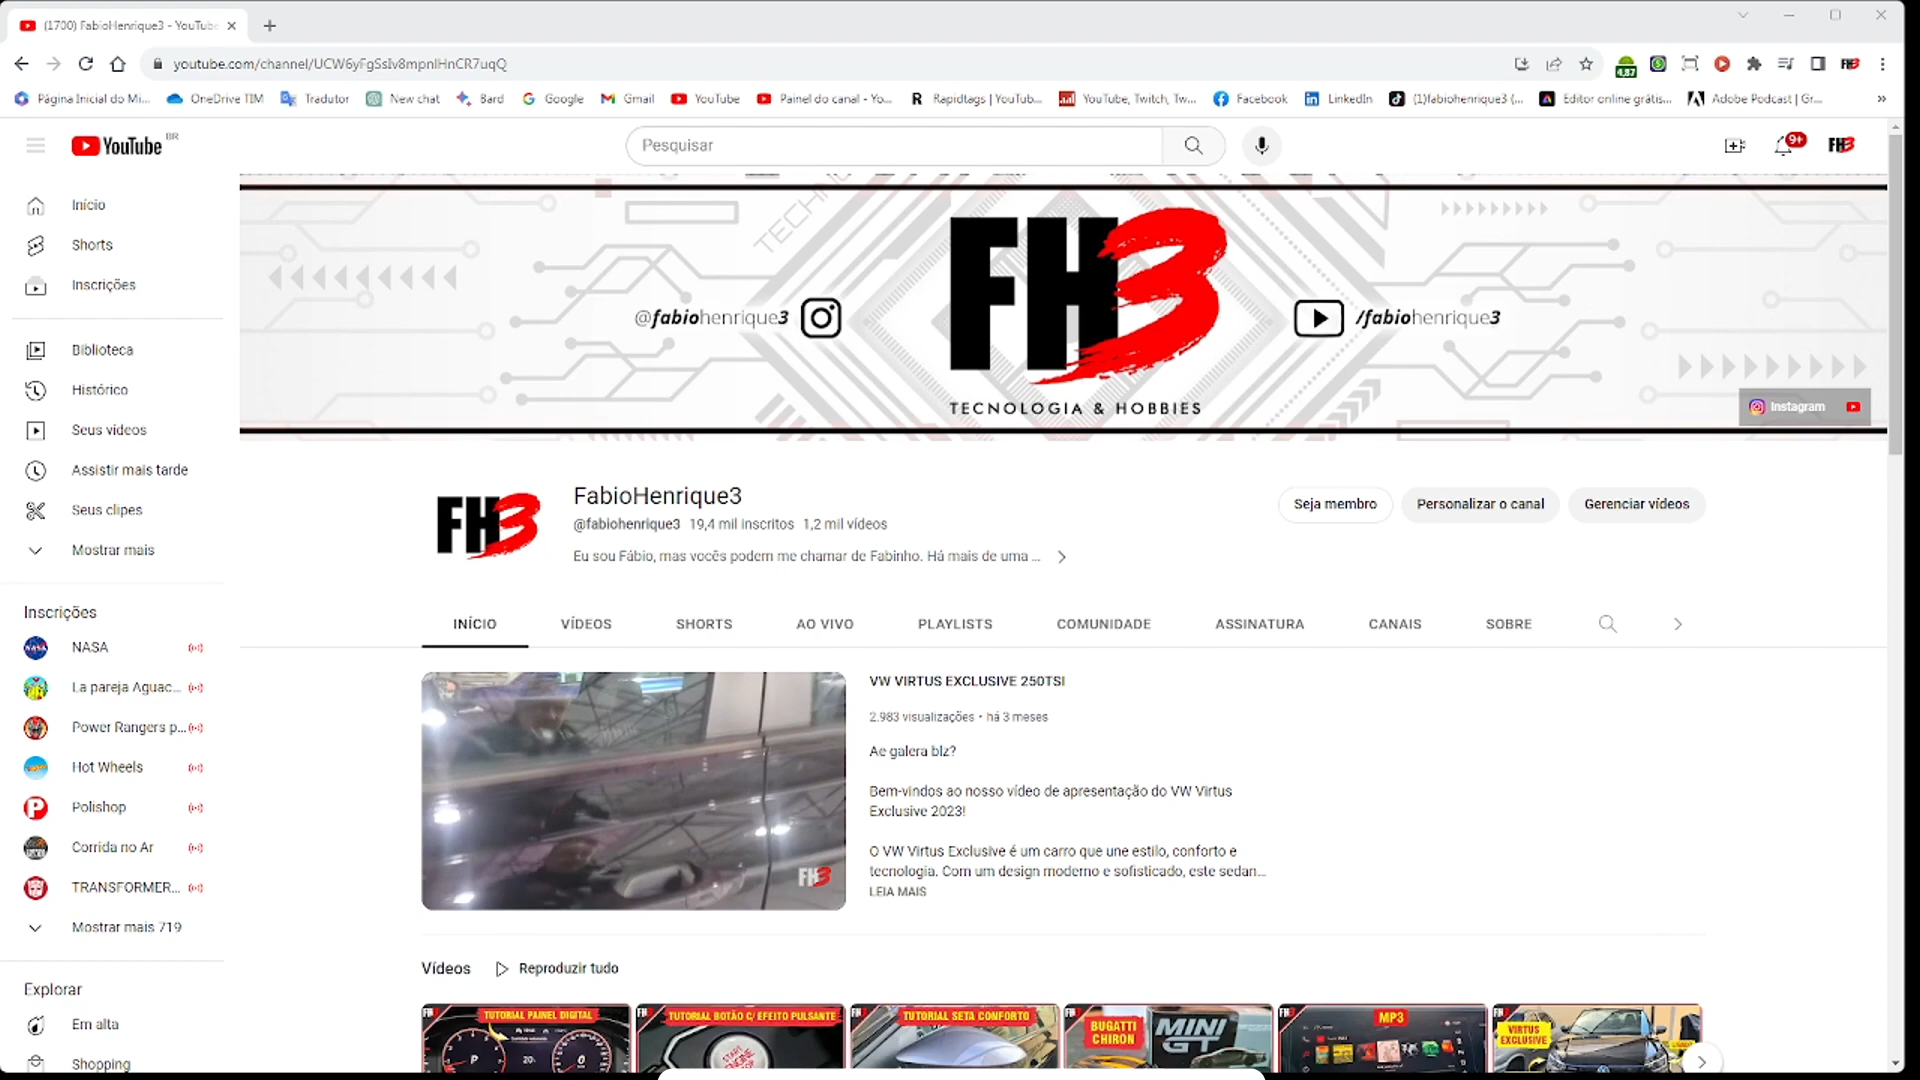 (1700) FabioHenrique3 - YouTube
youtube.com/channel/UCW6yFgSsIv8mpnlHnCR7uqQ
4,87
FH3
Página Inicial do Mi...
OneDrive TIM
Tradutor
New chat
Bard
Google
Gmail
YouTube
Painel do canal - Yo...
Rapidtags | YouTub...
YouTube, Twitch, Tw...
Facebook
LinkedIn
(1)fabiohenrique3 (...
Editor online grátis...
Adobe Podcast | Gr...
»
YouTube BR
Pesquisar
9+
FH3
Início
Shorts
Inscrições
Biblioteca
Histórico
Seus vídeos
Assistir mais tarde
Seus clipes
Mostrar mais
Inscrições
NASA
La pareja Aguac...
Power Rangers p...
Hot Wheels
Polishop
Corrida no Ar
TRANSFORMER...
Mostrar mais 719
Explorar
Em alta
Shopping
@fabiohenrique3
FH3
/fabiohenrique3
TECNOLOGIA & HOBBIES
Instagram
FH3
FabioHenrique3
@fabiohenrique3 19,4 mil inscritos 1,2 mil vídeos
Eu sou Fábio, mas vocês podem me chamar de Fabinho. Há mais de uma ...
Seja membro
Personalizar o canal
Gerenciar vídeos
INÍCIO
VÍDEOS
SHORTS
AO VIVO
PLAYLISTS
COMUNIDADE
ASSINATURA
CANAIS
SOBRE
FH3
VW VIRTUS EXCLUSIVE 250TSI
2.983 visualizações • há 3 meses
Ae galera blz?
Bem-vindos ao nosso vídeo de apresentação do VW Virtus
Exclusive 2023!
O VW Virtus Exclusive é um carro que une estilo, conforto e
tecnologia. Com um design moderno e sofisticado, este sedan...
LEIA MAIS
Vídeos
Reproduzir tudo
TUTORIAL PAINEL DIGITAL
TUTORIAL BOTÃO C/ EFEITO PULSANTE
TUTORIAL SETA CONFORTO
BUGATTI
CHIRON
MINI
GT
MP3
VIRTUS
EXCLUSIVE